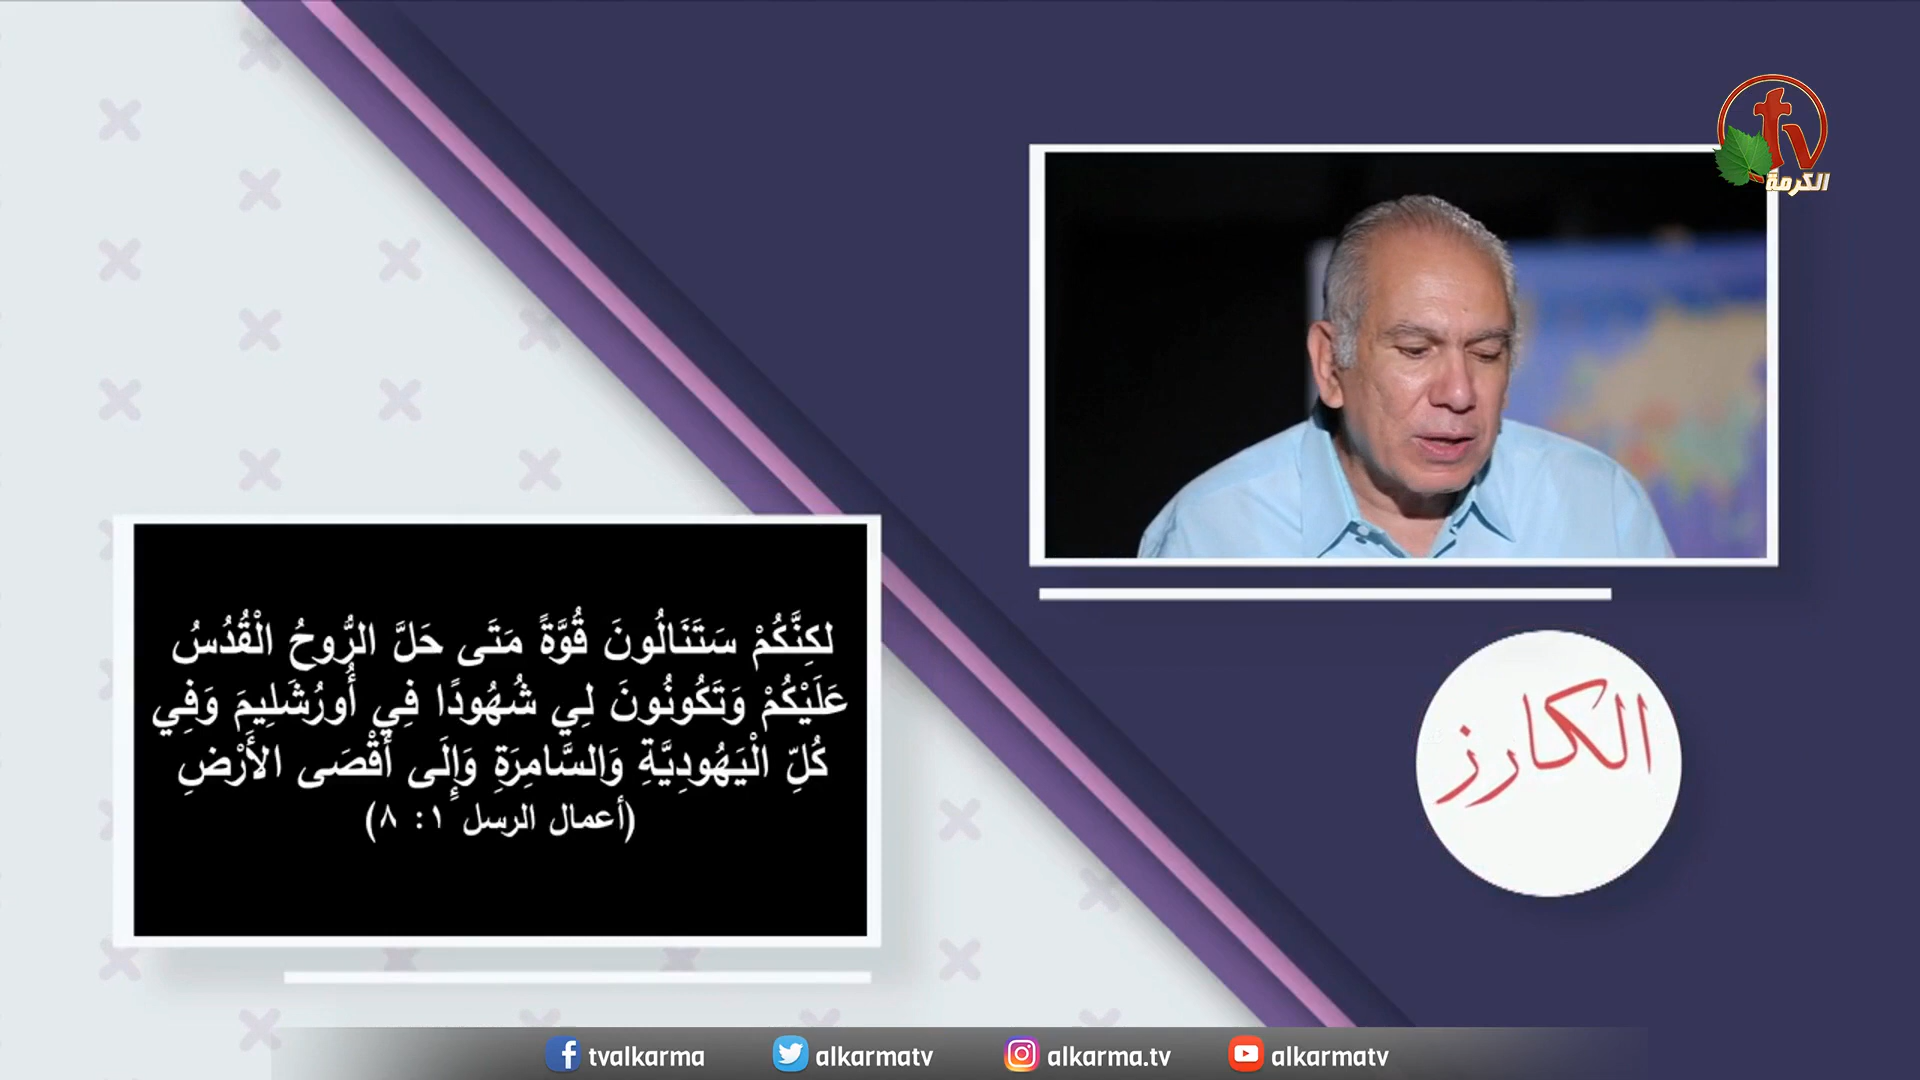 tv
الكرمة
لكِنَّكُمْ سَتَنَالُونَ قُوَّةً مَتَى حَلَّ الرُّوحُ الْقُدُسُ
عَلَيْكُمْ وَتَكُونُونَ لِي شُهُودًا فِي أُورُشَلِيمَ وَفِي
كُلِّ الْيَهُودِيَّةِ وَالسَّامِرَةِ وَإِلَى أَقْصَى الأَرْضِ
(أعمال الرسل ١: ٨)
الكارز
tvalkarma
alkarmatv
alkarma.tv
alkarmatv